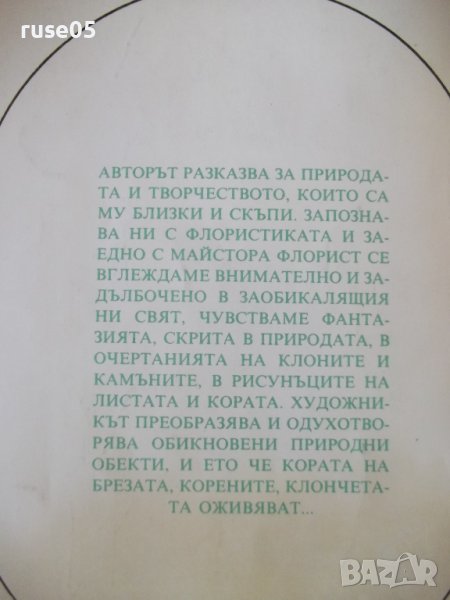 ruse05
АВТОРЪТ РАЗКАЗВА ЗА ПРИРОДА-
ТА И ТВОРЧЕСТВОТО, КОИТО СА
МУ БЛИЗКИ И СКЪПИ. ЗАПОЗНА-
ВА НИ С ФЛОРИСТИКАТА И ЗА-
ЕДНО С МАЙСТОРА ФЛОРИСТ СЕ
ВГЛЕЖДАМЕ ВНИМАТЕЛНО И ЗА-
ДЪЛБОЧЕНО В ЗАОБИКАЛЯЩИЯ
НИ СВЯТ, ЧУВСТВАМЕ ФАНТА-
ЗИЯТА, СКРИТА В ПРИРОДАТА, В
ОЧЕРТАНИЯТА НА КЛОНИТЕ И
КАМЪНИТЕ, В РИСУНЪЦИТЕ НА
ЛИСТАТА И КОРАТА. ХУДОЖНИ-
КЪТ ПРЕОБРАЗЯВА И ОДУХОТВО-
РЯВА ОБИКНОВЕНИ ПРИРОДНИ
ОБЕКТИ, И ЕТО ЧЕ КОРАТА НА
БРЕЗАТА, КОРЕНИТЕ, КЛОНЧЕТА-
ТА ОЖИВЯВАТ...
BAZAR